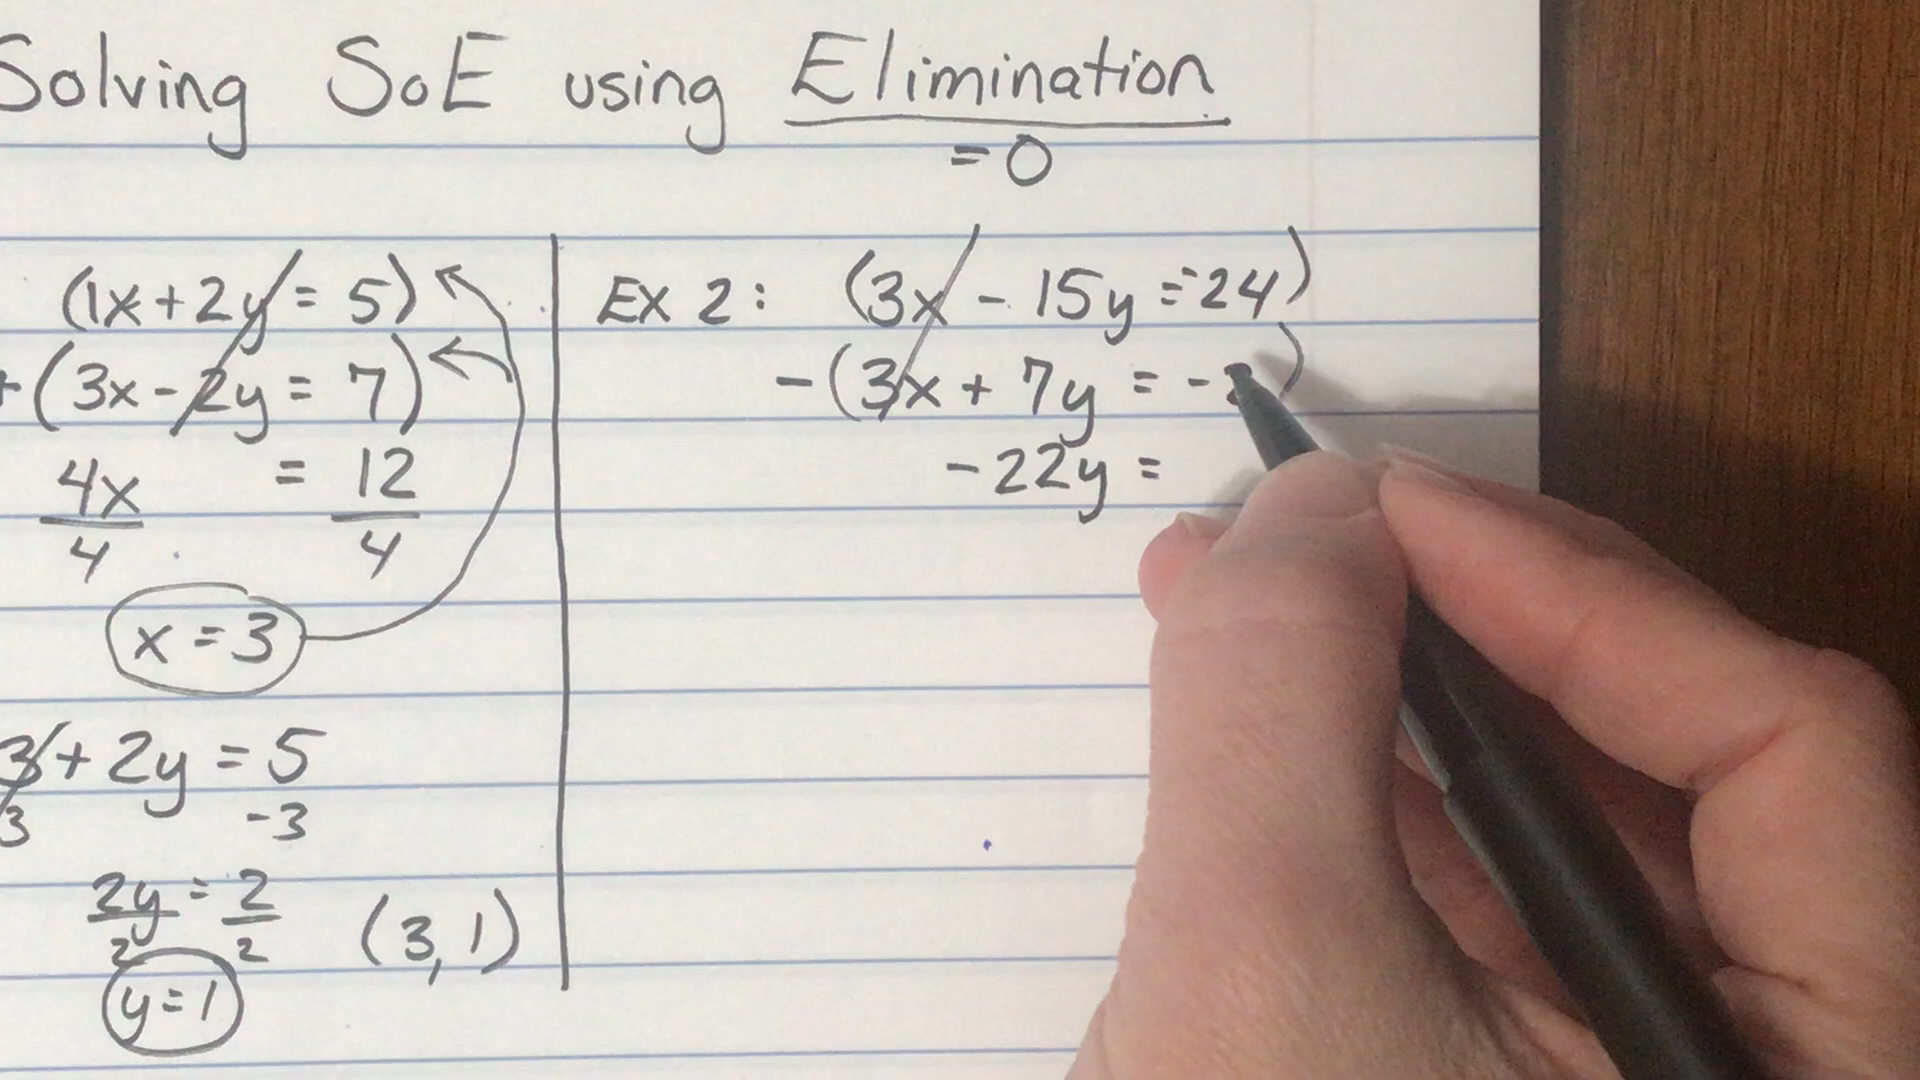 Solving SoE using Elimination
= 0
(1x + 2y = 5)
+ (3x - 2y = 7)
4x = 12
4 4
x = 3
3 + 2y = 5
3 -3
2y = 2
2 2
y = 1
(3, 1)
Ex 2: (3x - 15y = 24)
- (3x + 7y = - )
-22y =